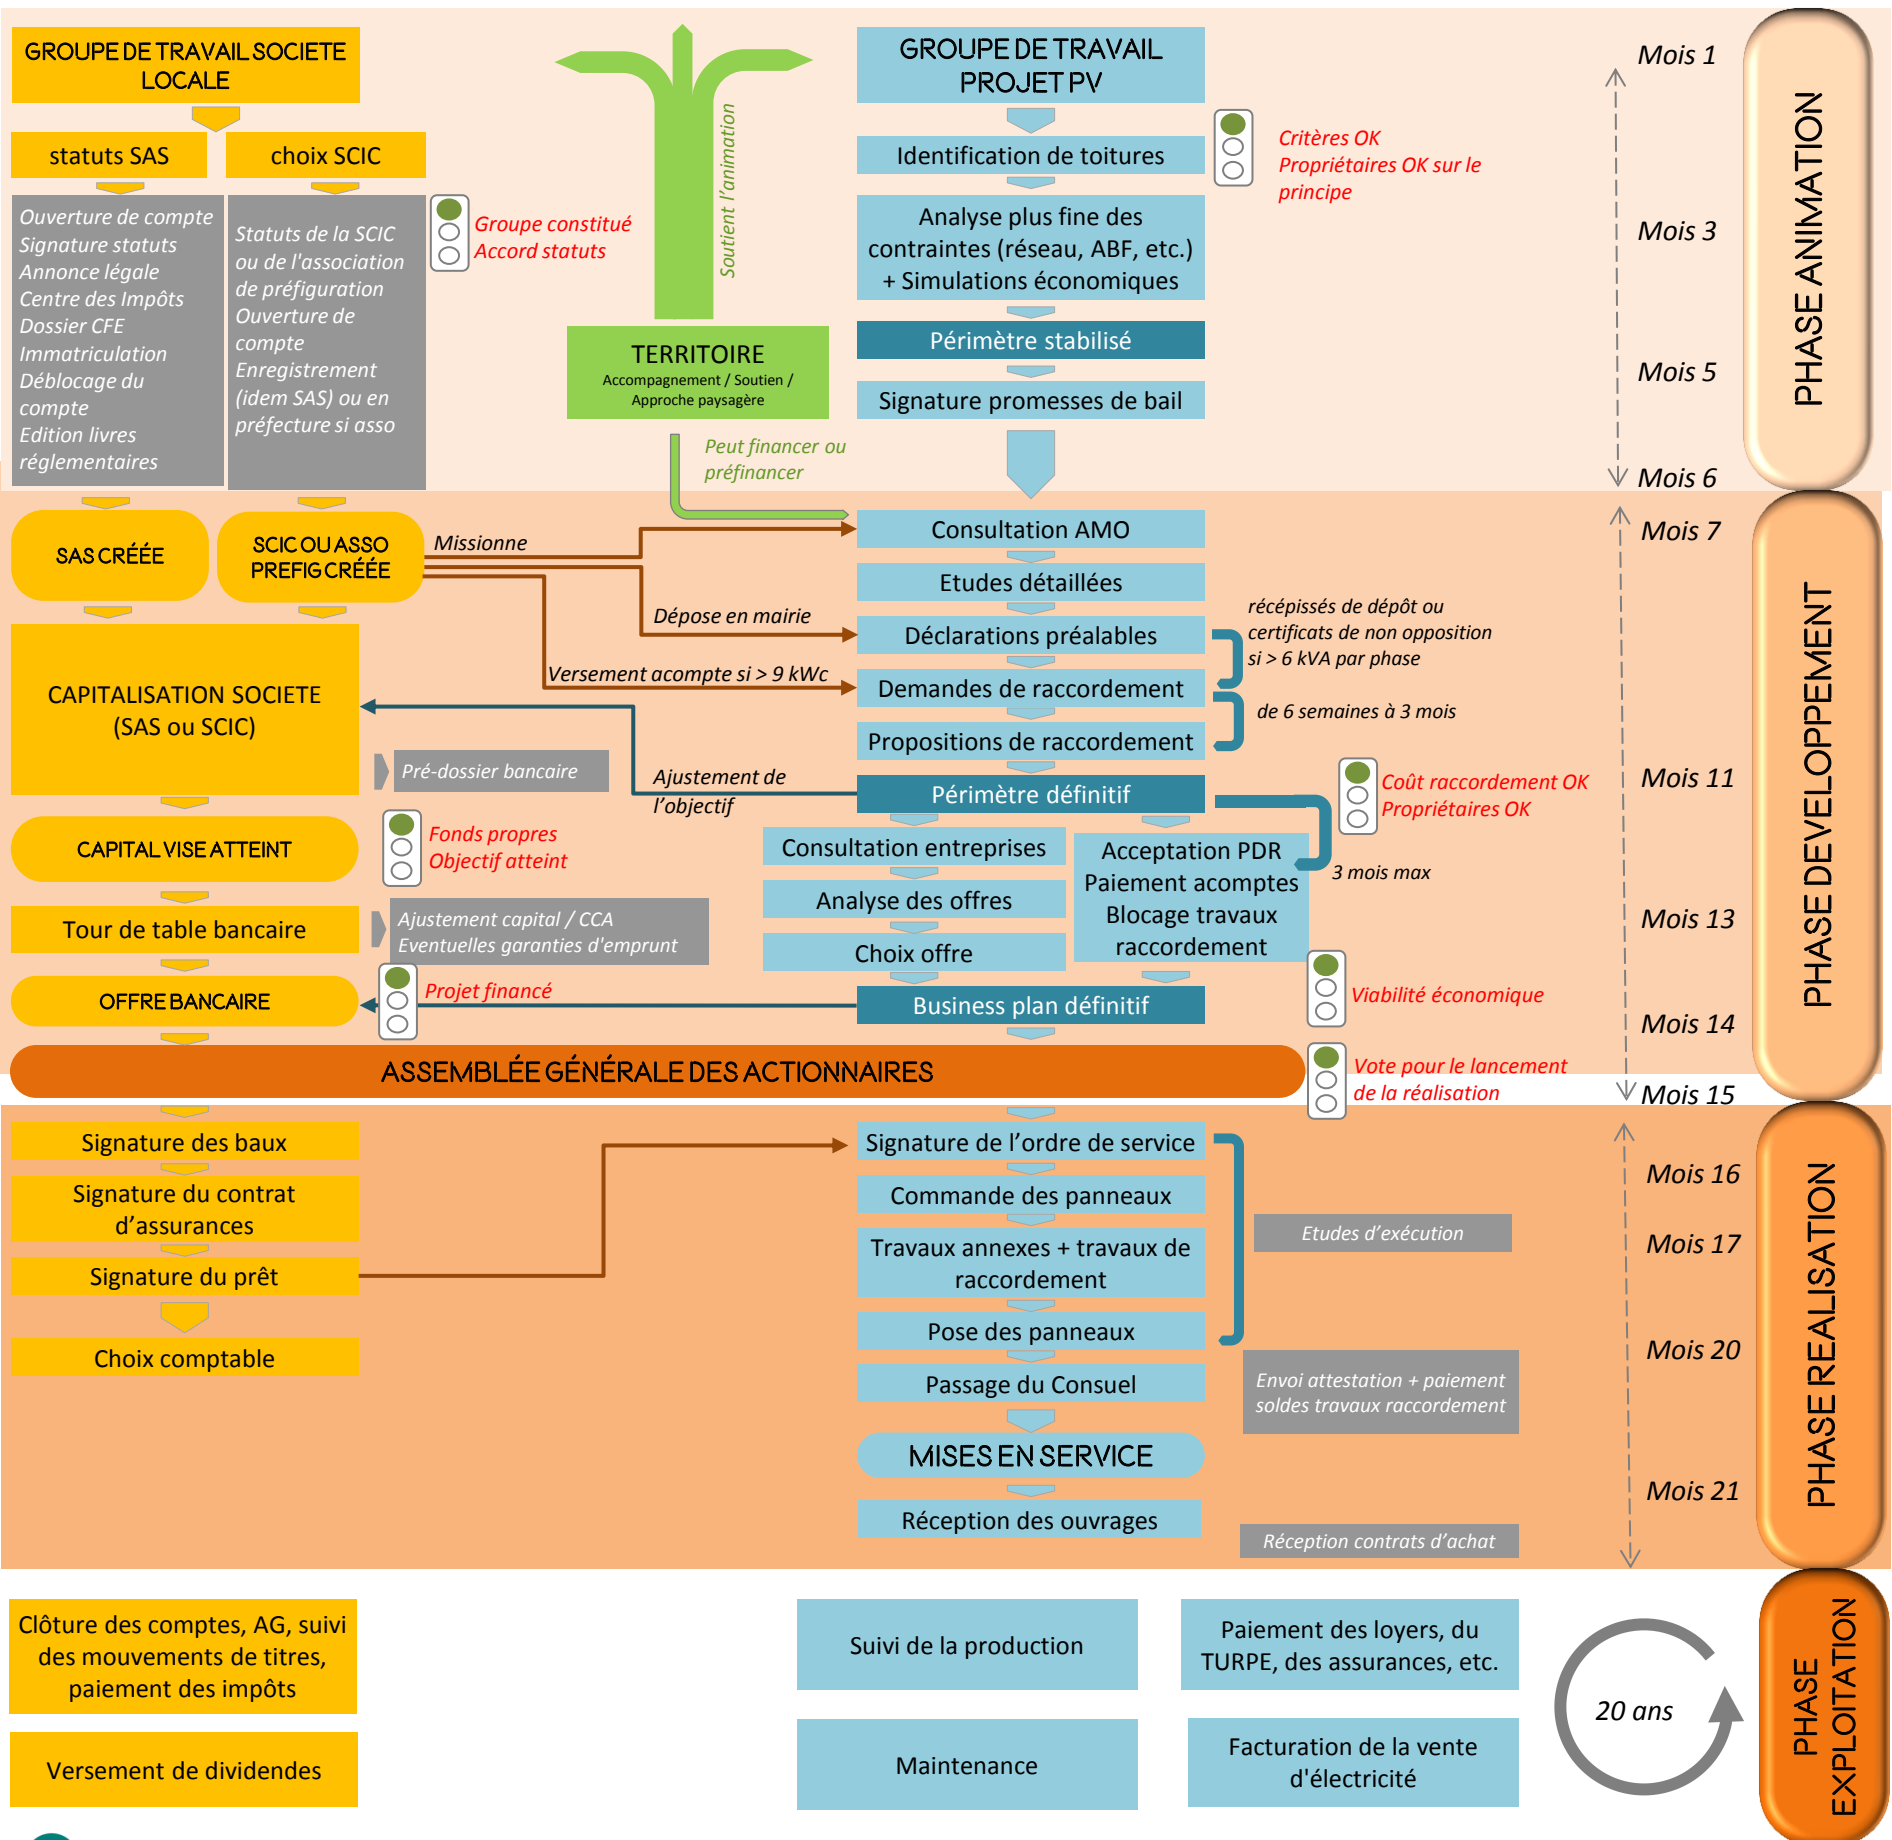 GROUPE DE TRAVAIL SOCIETE
LOCALE
statuts SAS
choix SCIC
Ouverture de compte
Signature statuts
Annonce légale
Centre des Impôts
Dossier CFE
Immatriculation
Déblocage du
compte
Edition livres
réglementaires
Statuts de la SCIC
ou de l'association
de préfiguration
Ouverture de
compte
Enregistrement
(idem SAS) ou en
préfecture si asso
Groupe constitué
Accord statuts
Soutient l'animation
TERRITOIRE
Accompagnement / Soutien /
Approche paysagère
Peut financer ou
préfinancer
GROUPE DE TRAVAIL
PROJET PV
Identification de toitures
Critères OK
Propriétaires OK sur le
principe
Analyse plus fine des
contraintes (réseau, ABF, etc.)
+ Simulations économiques
Périmètre stabilisé
Signature promesses de bail
Mois 1
Mois 3
Mois 5
Mois 6
PHASE ANIMATION
SAS CRÉÉE
SCIC OU ASSO
PREFIG CRÉÉE
Missionne
Dépose en mairie
Versement acompte si > 9 kWc
CAPITALISATION SOCIETE
(SAS ou SCIC)
Pré-dossier bancaire
Ajustement de
l'objectif
CAPITAL VISE ATTEINT
Fonds propres
Objectif atteint
Tour de table bancaire
Ajustement capital / CCA
Eventuelles garanties d'emprunt
OFFRE BANCAIRE
Projet financé
Consultation AMO
Etudes détaillées
Déclarations préalables
récépissés de dépôt ou
certificats de non opposition
si > 6 kVA par phase
Demandes de raccordement
de 6 semaines à 3 mois
Propositions de raccordement
Périmètre définitif
Coût raccordement OK
Propriétaires OK
Consultation entreprises
Analyse des offres
Choix offre
Acceptation PDR
Paiement acomptes
Blocage travaux
raccordement
3 mois max
Business plan définitif
Viabilité économique
ASSEMBLÉE GÉNÉRALE DES ACTIONNAIRES
Vote pour le lancement
de la réalisation
Mois 7
Mois 11
Mois 13
Mois 14
Mois 15
PHASE DEVELOPPEMENT
Signature des baux
Signature du contrat
d'assurances
Signature du prêt
Choix comptable
Signature de l'ordre de service
Commande des panneaux
Travaux annexes + travaux de
raccordement
Pose des panneaux
Passage du Consuel
MISES EN SERVICE
Réception des ouvrages
Etudes d'exécution
Envoi attestation + paiement
soldes travaux raccordement
Réception contrats d'achat
Mois 16
Mois 17
Mois 20
Mois 21
PHASE REALISATION
Clôture des comptes, AG, suivi
des mouvements de titres,
paiement des impôts
Versement de dividendes
Suivi de la production
Paiement des loyers, du
TURPE, des assurances, etc.
Maintenance
Facturation de la vente
d'électricité
20 ans
PHASE
EXPLOITATION